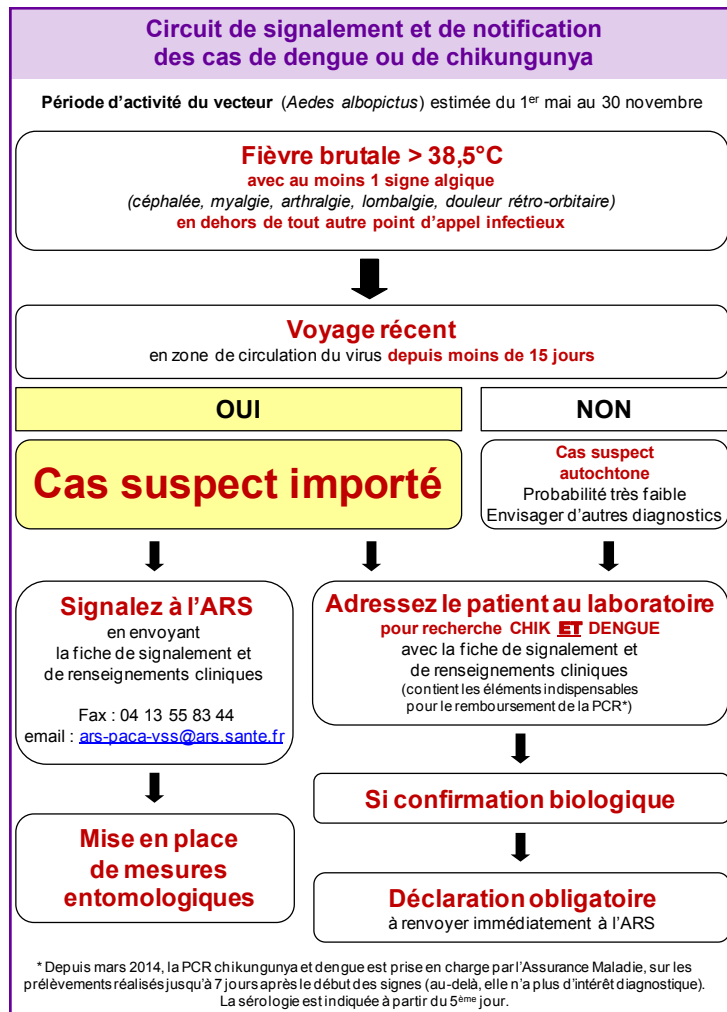 Circuit de signalement et de notification
des cas de dengue ou de chikungunya
Période d'activité du vecteur (Aedes albopictus) estimée du 1er mai au 30 novembre
Fièvre brutale > 38,5°C
avec au moins 1 signe algique
(céphalée, myalgie, arthralgie, lombalgie, douleur rétro-orbitaire)
en dehors de tout autre point d'appel infectieux
Voyage récent
en zone de circulation du virus depuis moins de 15 jours
OUI
NON
Cas suspect importé
Cas suspect
autochtone
Probabilité très faible
Envisager d'autres diagnostics
Signalez à l'ARS
en envoyant
la fiche de signalement et
de renseignements cliniques
Fax : 04 13 55 83 44
email : ars-paca-vss@ars.sante.fr
Adressez le patient au laboratoire
pour recherche CHIK ET DENGUE
avec la fiche de signalement et
de renseignements cliniques
(contient les éléments indispensables
pour le remboursement de la PCR*)
Mise en place
de mesures
entomologiques
Si confirmation biologique
Déclaration obligatoire
à renvoyer immédiatement à l'ARS
* Depuis mars 2014, la PCR chikungunya et dengue est prise en charge par l'Assurance Maladie, sur les
prélèvements réalisés jusqu'à 7 jours après le début des signes (au-delà, elle n'a plus d'intérêt diagnostique).
La sérologie est indiquée à partir du 5ème jour.